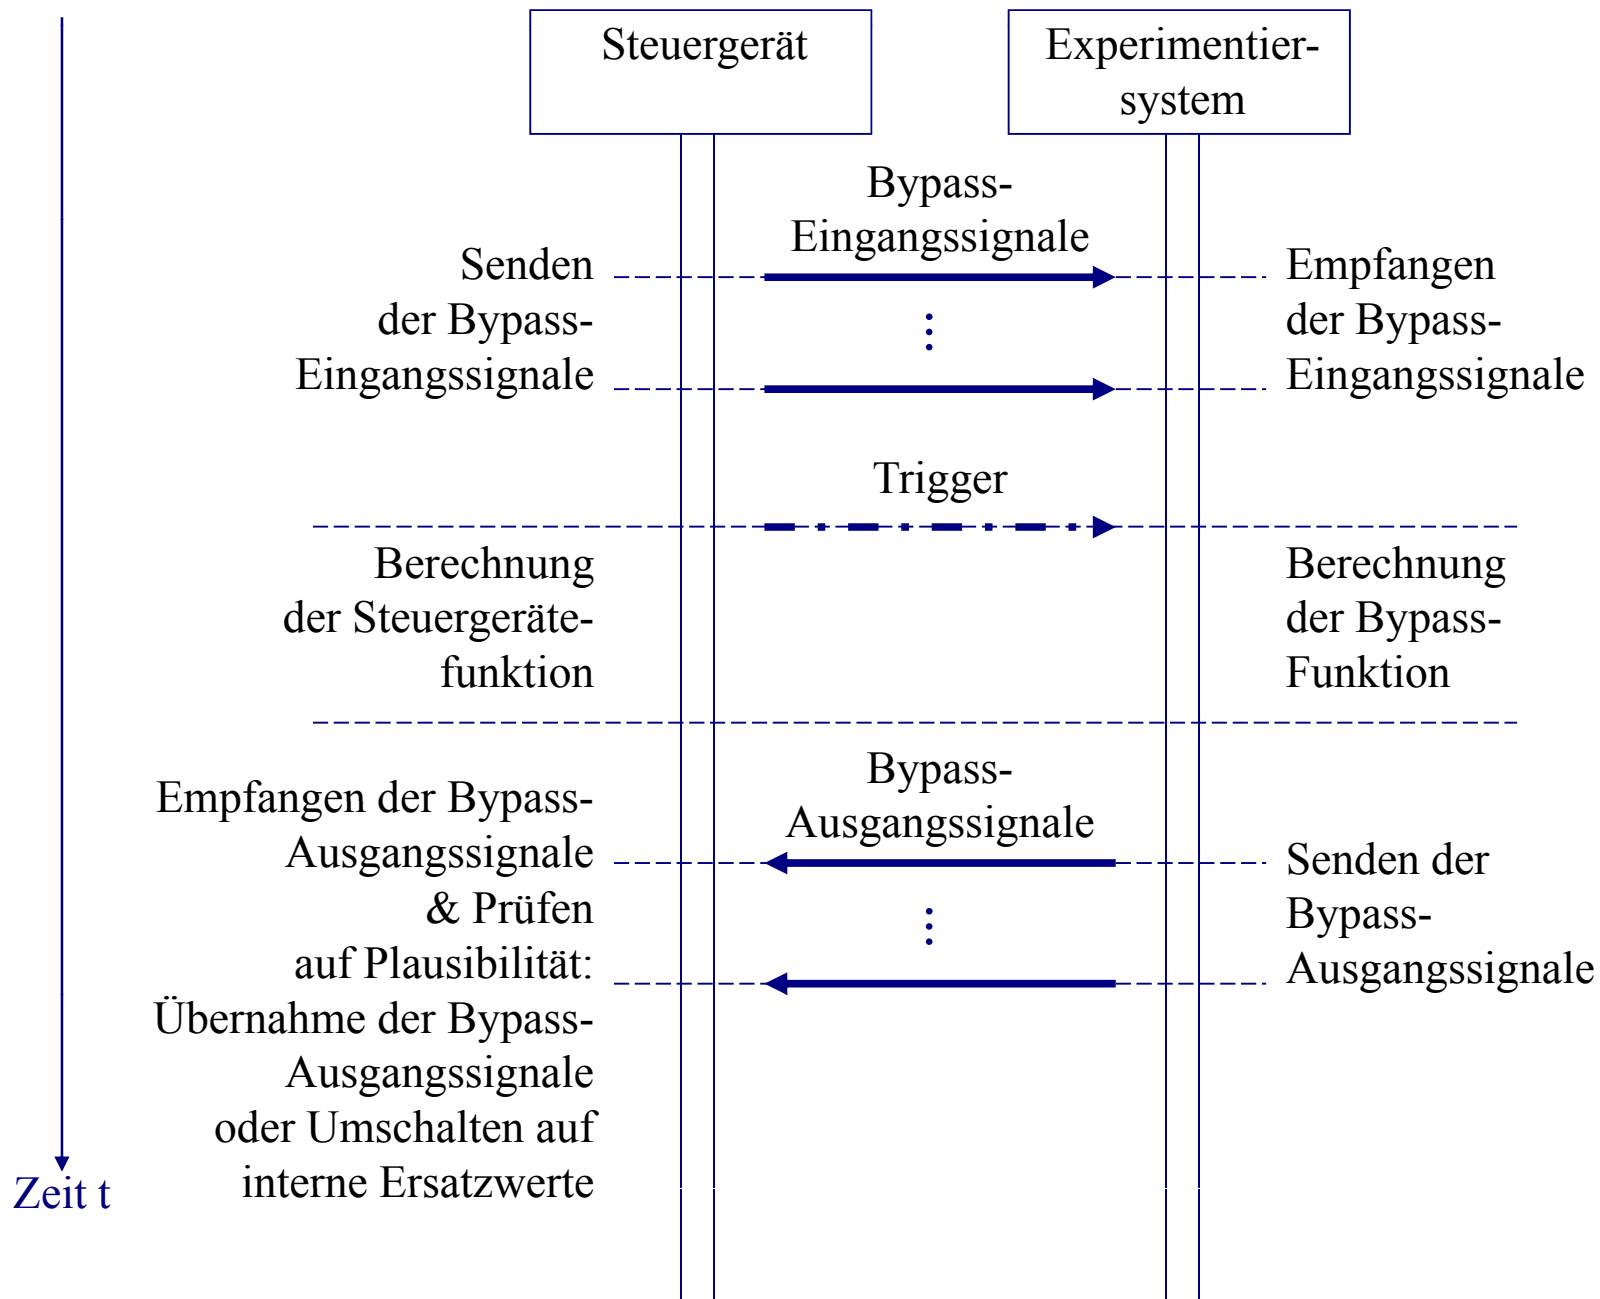 Steuergerät
Experimentier-
system
Bypass-
Eingangssignale
Senden
der Bypass-
Eingangssignale
Empfangen
der Bypass-
Eingangssignale
Trigger
Berechnung
der Steuergeräte-
funktion
Berechnung
der Bypass-
Funktion
Bypass-
Ausgangssignale
Empfangen der Bypass-
Ausgangssignale
& Prüfen
auf Plausibilität:
Übernahme der Bypass-
Ausgangssignale
oder Umschalten auf
interne Ersatzwerte
Senden der
Bypass-
Ausgangssignale
Zeit t